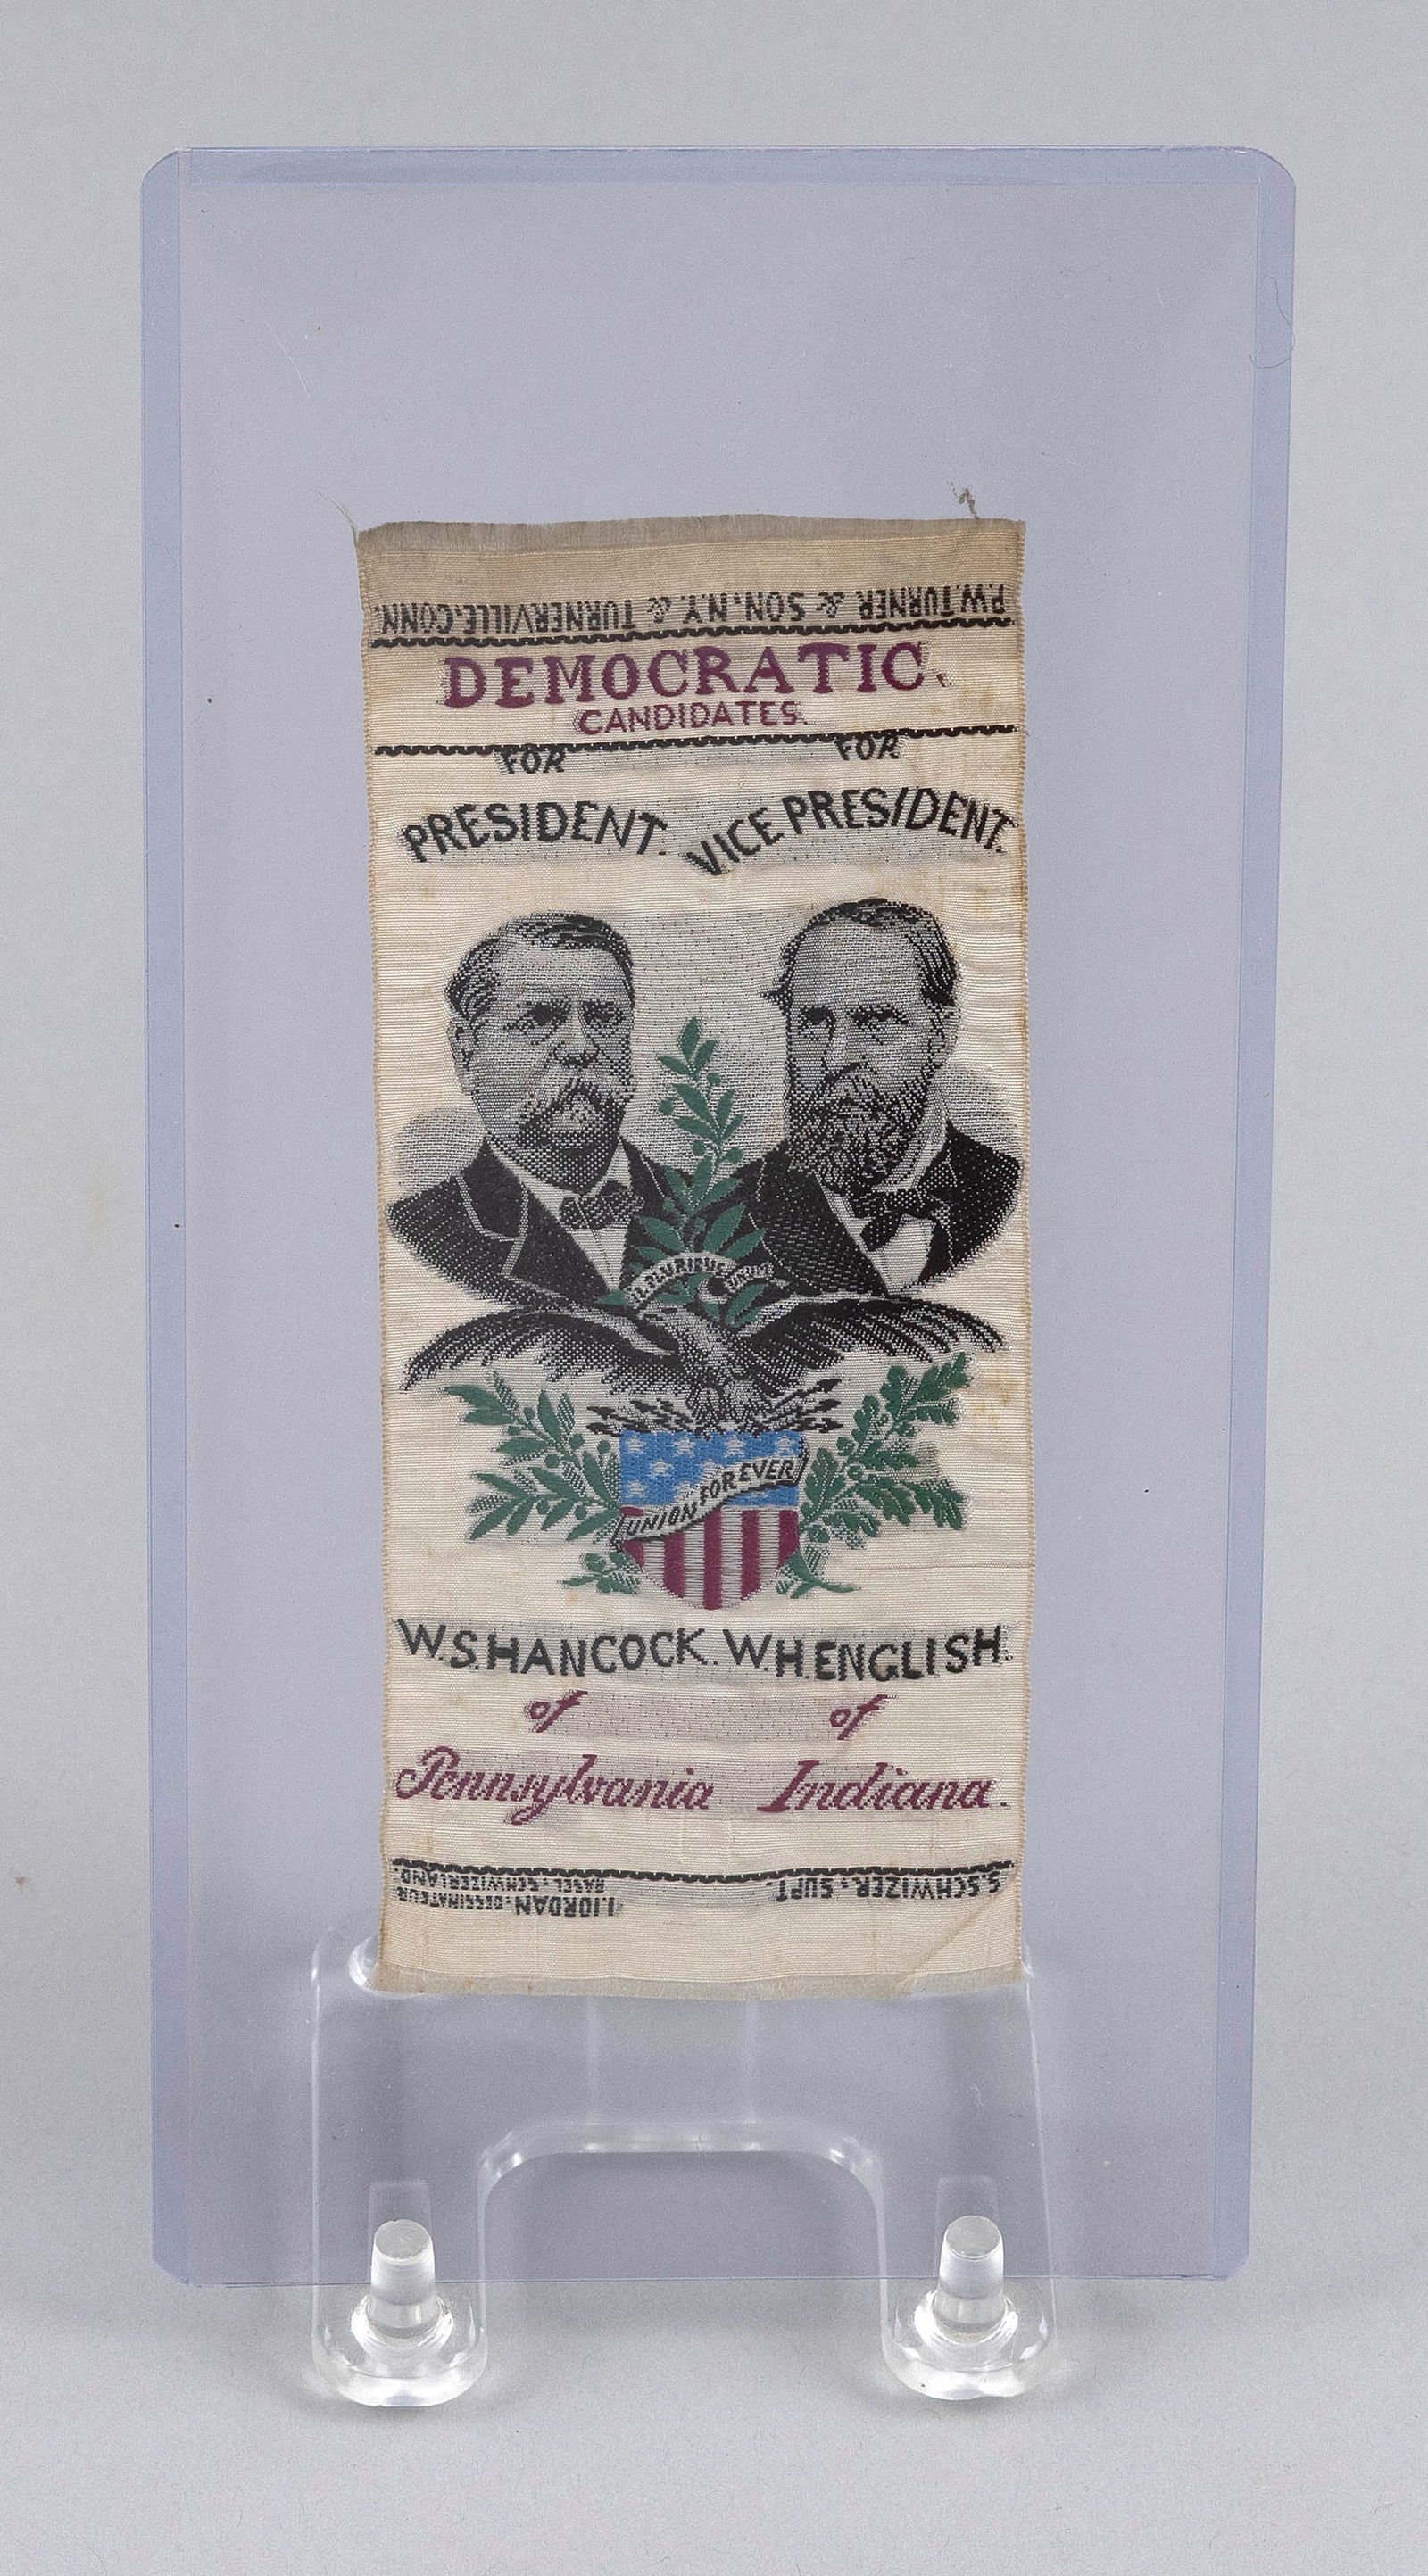 P.W.TURNER & SON, N.Y. & TURNERVILLE, CONN.
DEMOCRATIC.
CANDIDATES.
FOR FOR
PRESIDENT. VICE PRESIDENT.
E PLURIBUS UNUM
UNION FOREVER
W.S.HANCOCK. W.H.ENGLISH.
of of
Pennsylvania Indiana.
I.IORDAN, DESSINATEUR
BASEL, SCHWIZERLAND.
S.SCHWIZER, SUPT.